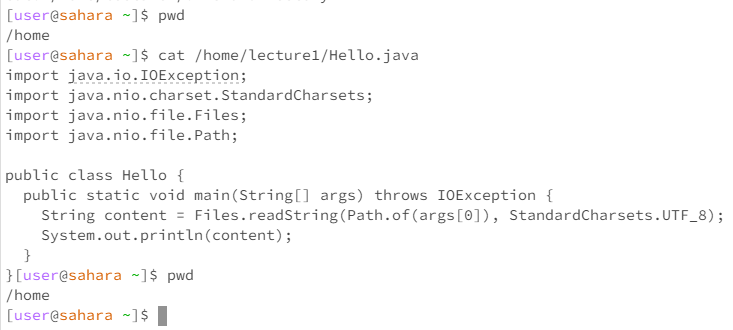 [user@sahara ~]$ pwd
/home
[user@sahara ~]$ cat /home/lecture1/Hello.java
import java.io.IOException;
import java.nio.charset.StandardCharsets;
import java.nio.file.Files;
import java.nio.file.Path;

public class Hello {
  public static void main(String[] args) throws IOException {
    String content = Files.readString(Path.of(args[0]), StandardCharsets.UTF_8);
    System.out.println(content);
  }
}[user@sahara ~]$ pwd
/home
[user@sahara ~]$